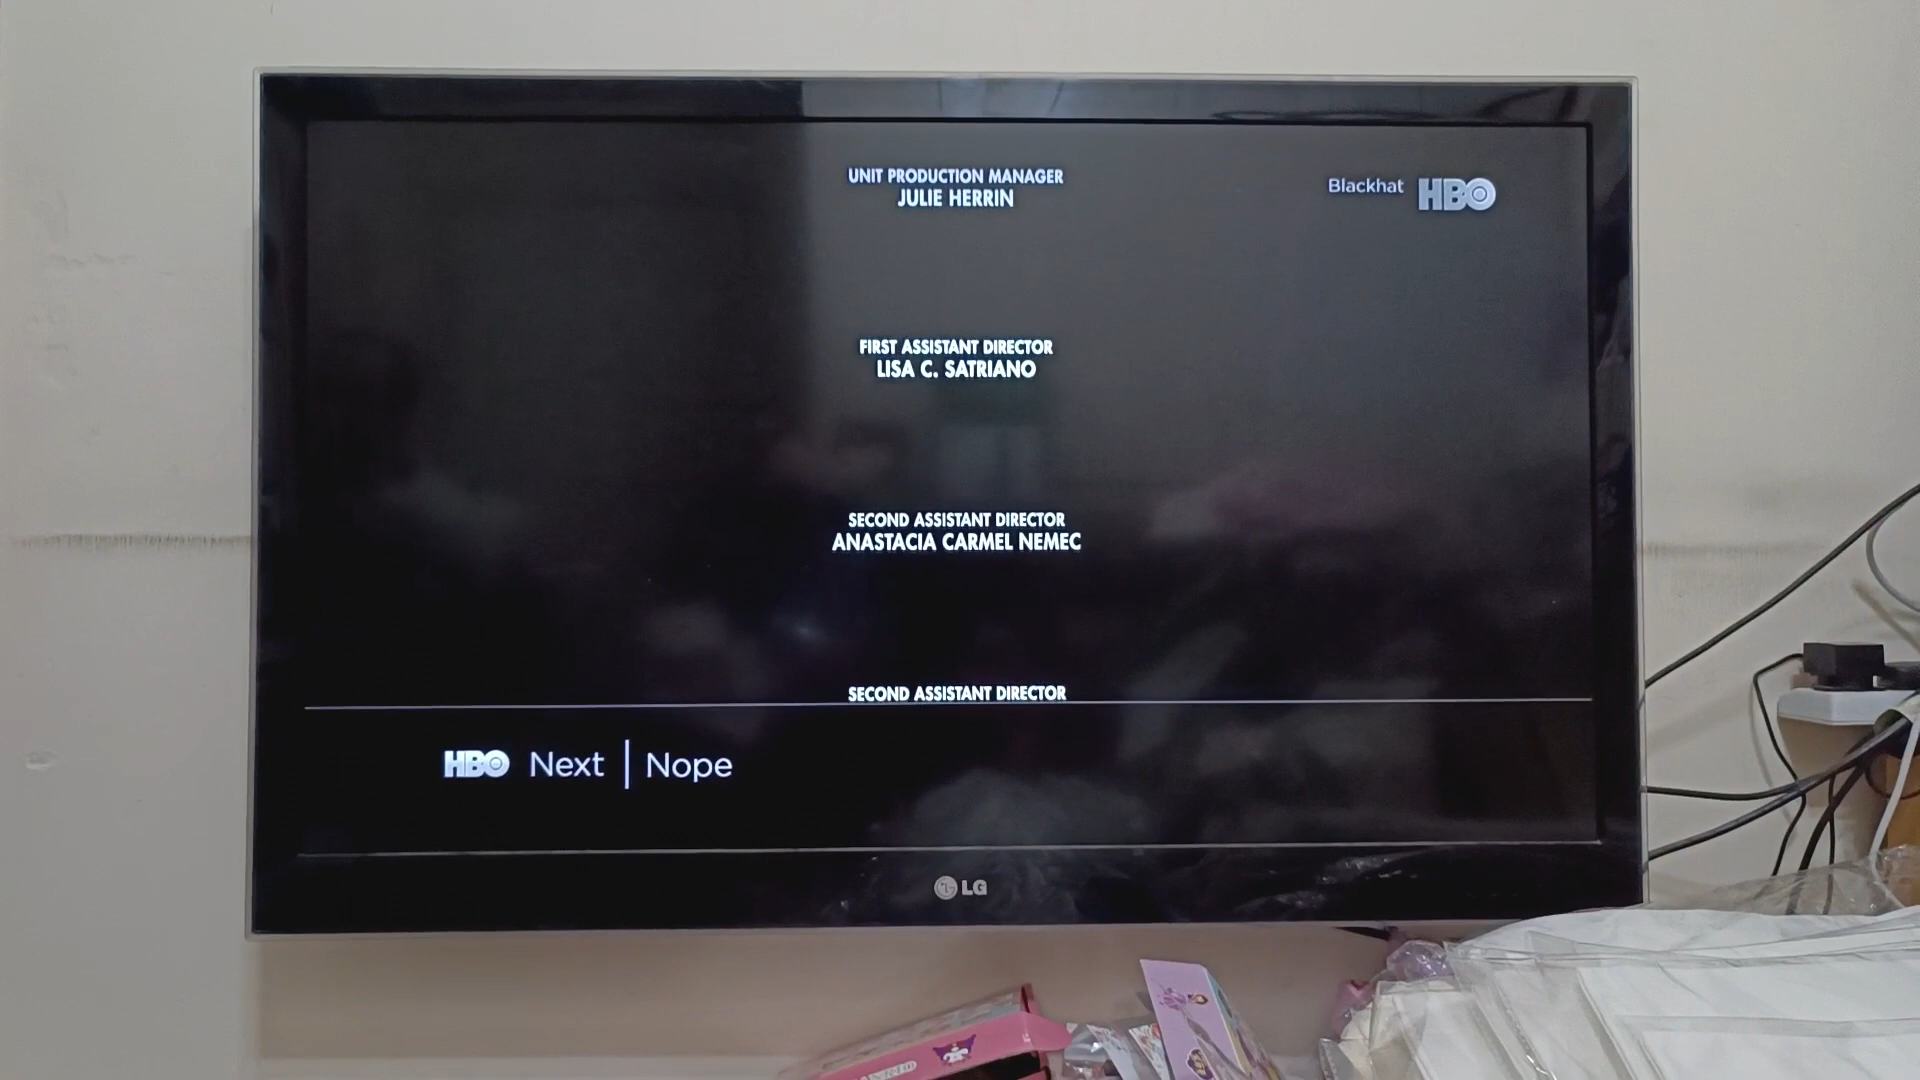 UNIT PRODUCTION MANAGER
JULIE HERRIN
Blackhat HBO
FIRST ASSISTANT DIRECTOR
LISA C. SATRIANO
SECOND ASSISTANT DIRECTOR
ANASTACIA CARMEL NEMEC
SECOND ASSISTANT DIRECTOR
HBO Next | Nope
LG